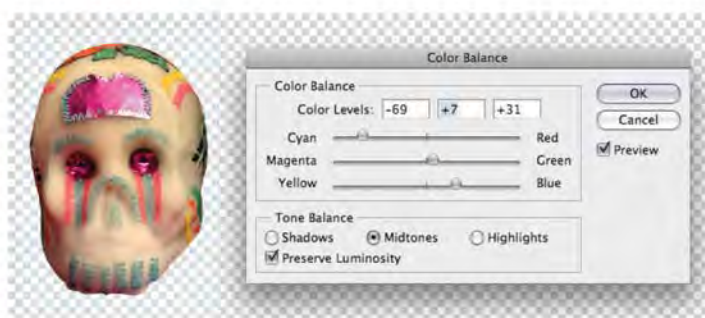 Color Balance
Color Balance
Color Levels: -69 +7 +31
Cyan Red
Magenta Green
Yellow Blue
Tone Balance
Shadows Midtones Highlights
Preserve Luminosity
OK
Cancel
Preview